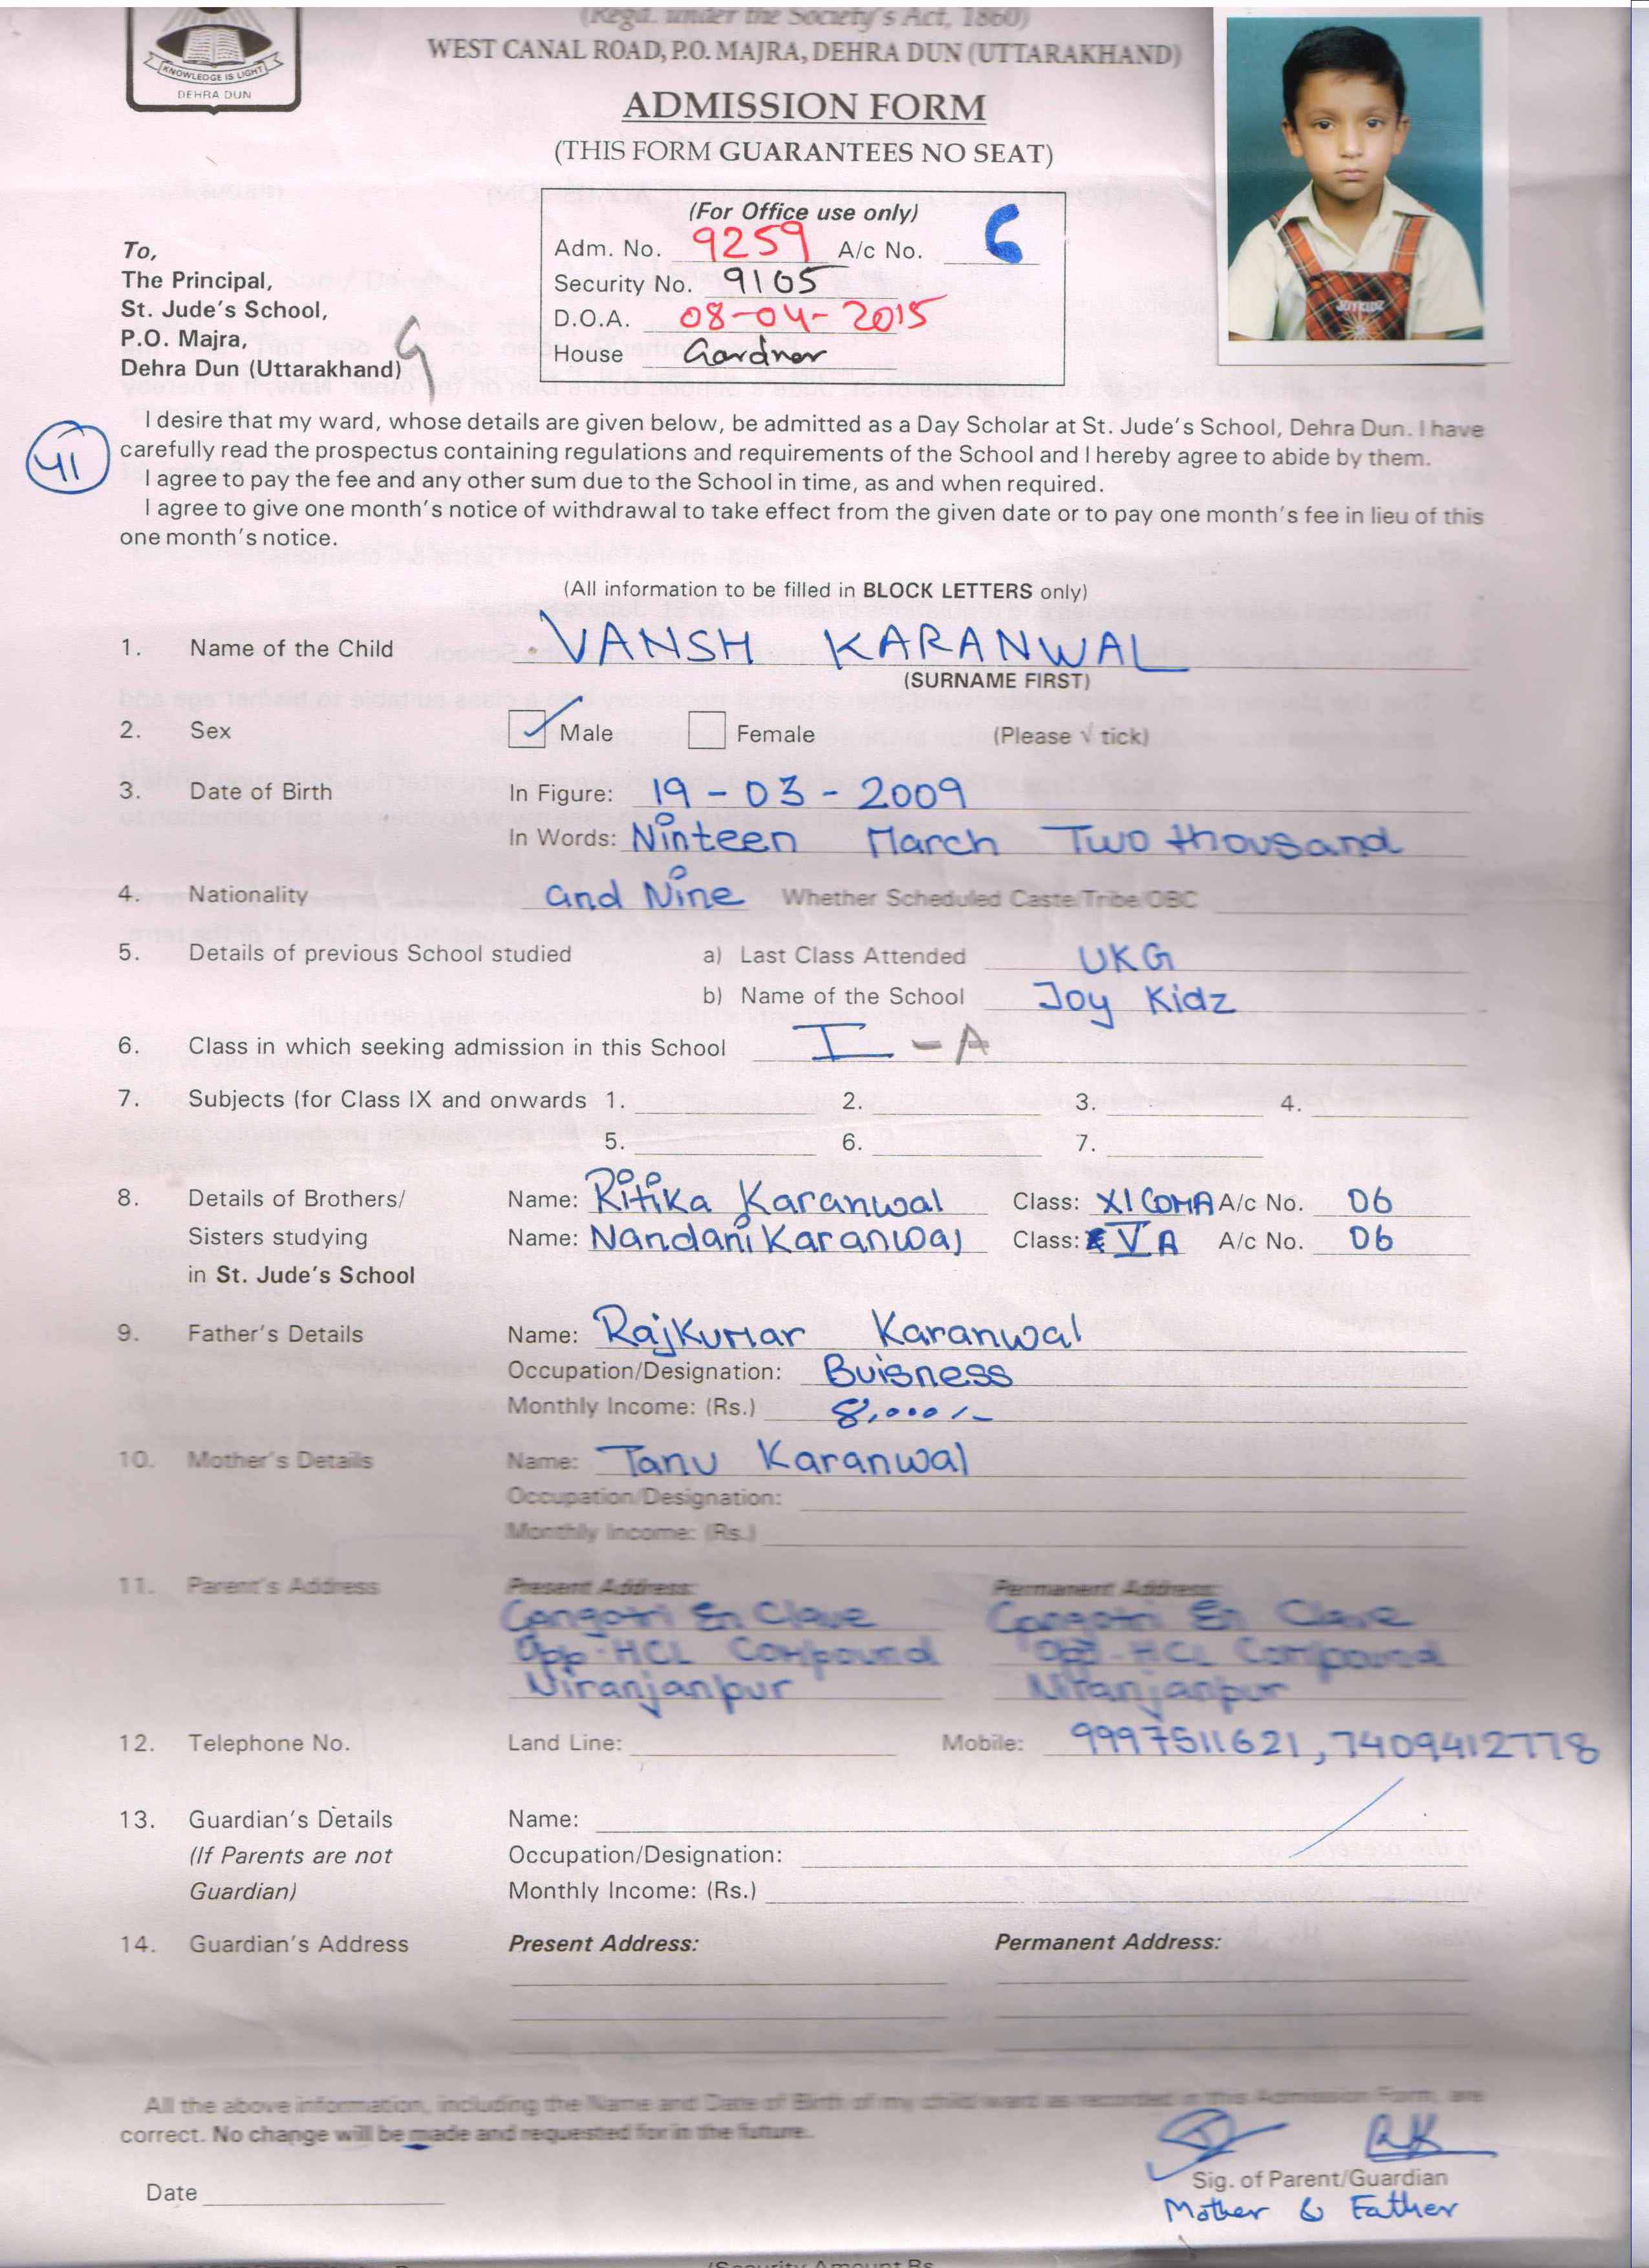 (Regd. under the Society's Act, 1860)
WEST CANAL ROAD, P.O. MAJRA, DEHRA DUN (UTTARAKHAND)
KNOWLEDGE IS LIGHT
DEHRA DUN
ADMISSION FORM
(THIS FORM GUARANTEES NO SEAT)
(For Office use only)
Adm. No. 9259 A/c No. 6
Security No. 9105
D.O.A. 08-04-2015
House Gardner
To,
The Principal,
St. Jude's School,
P.O. Majra,
Dehra Dun (Uttarakhand)
I desire that my ward, whose details are given below, be admitted as a Day Scholar at St. Jude's School, Dehra Dun. I have
41 carefully read the prospectus containing regulations and requirements of the School and I hereby agree to abide by them.
I agree to pay the fee and any other sum due to the School in time, as and when required.
I agree to give one month's notice of withdrawal to take effect from the given date or to pay one month's fee in lieu of this
one month's notice.
(All information to be filled in BLOCK LETTERS only)
1. Name of the Child VANSH KARANWAL
(SURNAME FIRST)
2. Sex ✓ Male Female (Please √ tick)
3. Date of Birth In Figure: 19-03-2009
In Words: Ninteen March Two thousand
4. Nationality and Nine Whether Scheduled Caste/Tribe/OBC
5. Details of previous School studied a) Last Class Attended UKG
b) Name of the School Joy Kidz
6. Class in which seeking admission in this School I - A
7. Subjects (for Class IX and onwards 1. 2. 3. 4.
5. 6. 7.
8. Details of Brothers/ Name: Ritika Karanwal Class: XI COMA A/c No. 06
Sisters studying Name: Nandani Karanwal Class: V A A/c No. 06
in St. Jude's School
9. Father's Details Name: Rajkumar Karanwal
Occupation/Designation: Buisness
Monthly Income: (Rs.) 8,000/-
10. Mother's Details Name: Tanu Karanwal
Occupation/Designation:
Monthly Income: (Rs.)
11. Parent's Address Present Address: Permanent Address:
Gangotri En Clave Gangotri En Clave
Opp-HCL Compound Opp-HCL Compound
Niranjanpur Niranjanpur
12. Telephone No. Land Line: Mobile: 9997511621, 7409412778
13. Guardian's Details Name:
(If Parents are not Occupation/Designation:
Guardian) Monthly Income: (Rs.)
14. Guardian's Address Present Address: Permanent Address:
All the above information, including the Name and Date of Birth of my child ward as recorded in this Admission Form, are
correct. No change will be made and requested for in the future.
RK
Sig. of Parent/Guardian
Date
Mother & Father